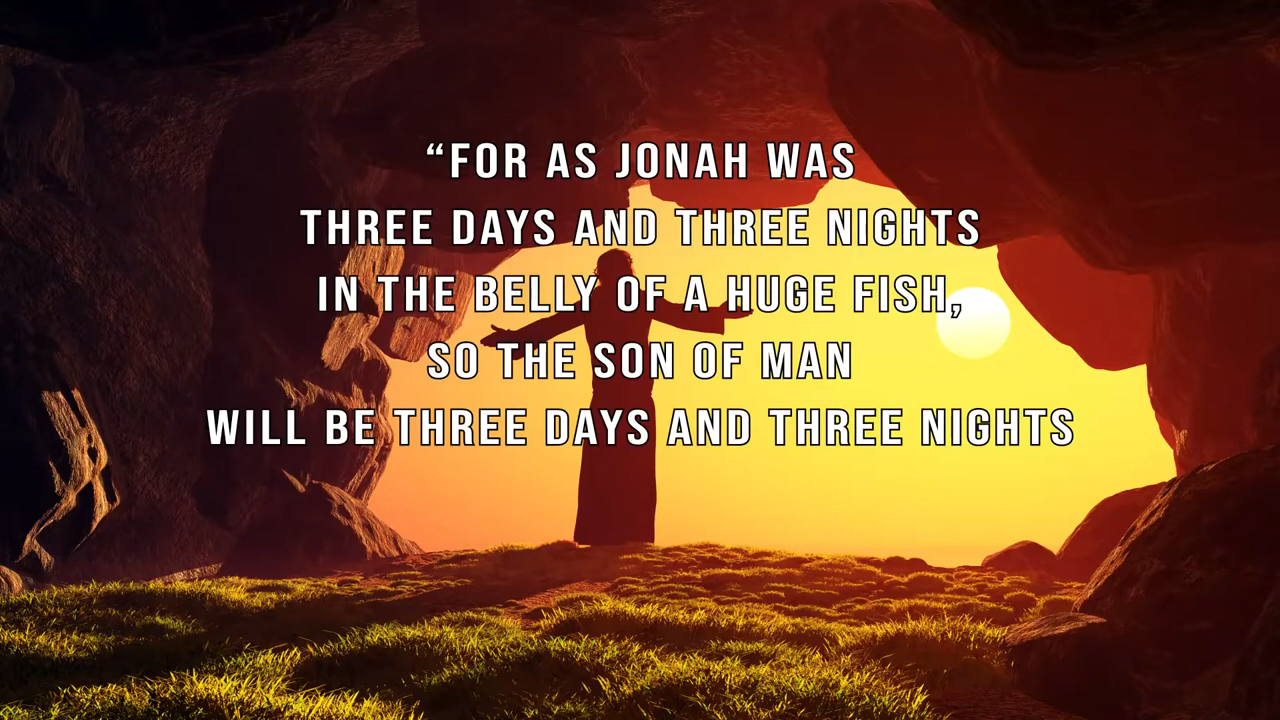 “FOR AS JONAH WAS
THREE DAYS AND THREE NIGHTS
IN THE BELLY OF A HUGE FISH,
SO THE SON OF MAN
WILL BE THREE DAYS AND THREE NIGHTS